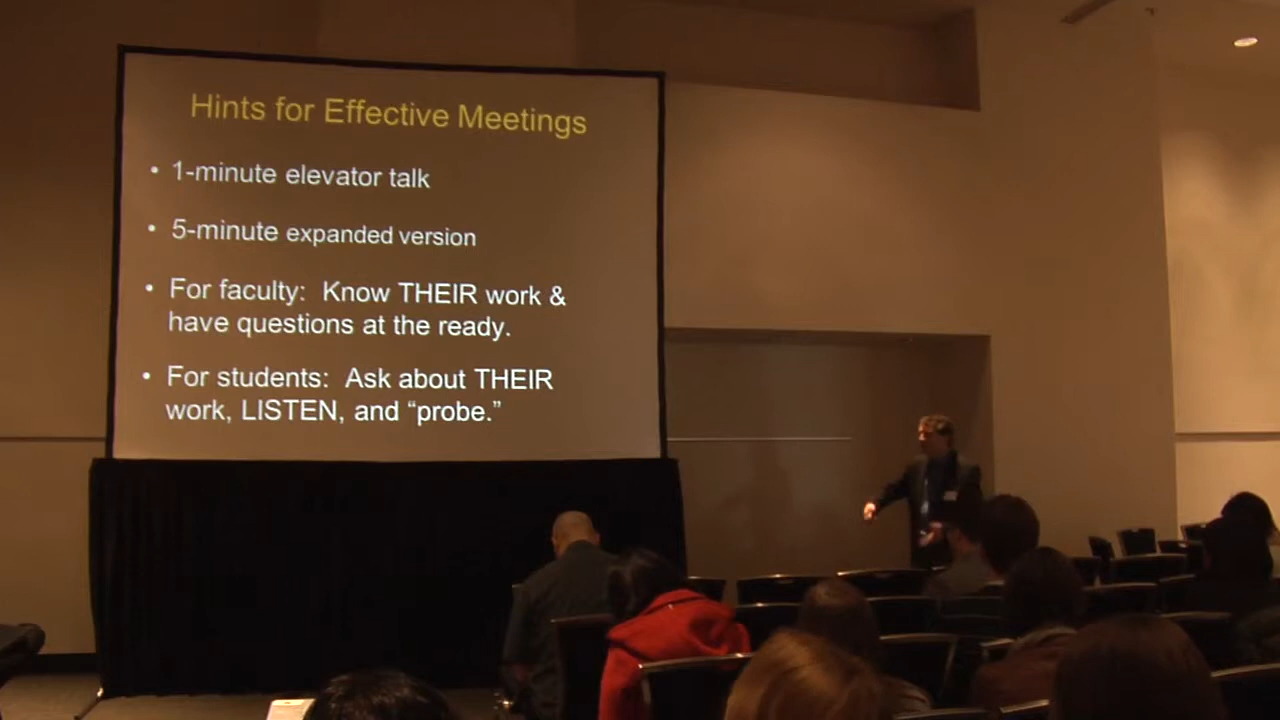 Hints for Effective Meetings
• 1-minute elevator talk
• 5-minute expanded version
• For faculty: Know THEIR work &
have questions at the ready.
• For students: Ask about THEIR
work, LISTEN, and “probe.”